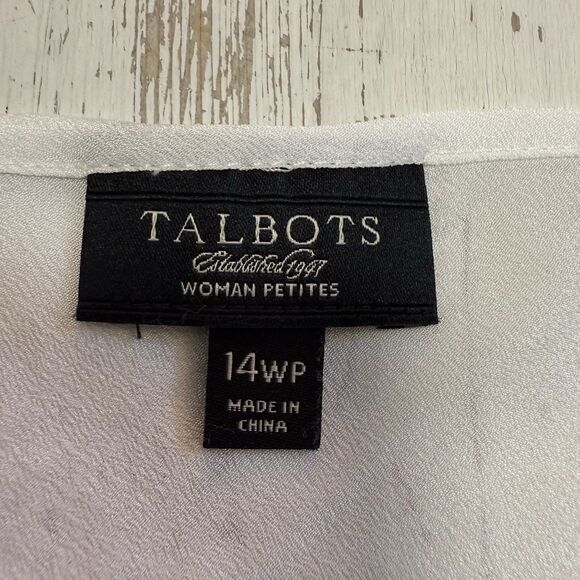 TALBOTS
Established 1947
WOMAN PETITES
14WP
MADE IN
CHINA